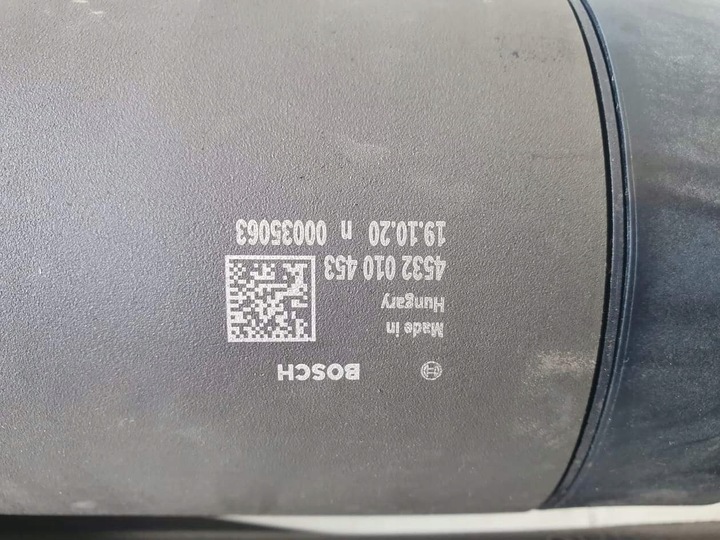 BOSCH
Made in
Hungary
4532 010 453
19.10.20 n 00035063